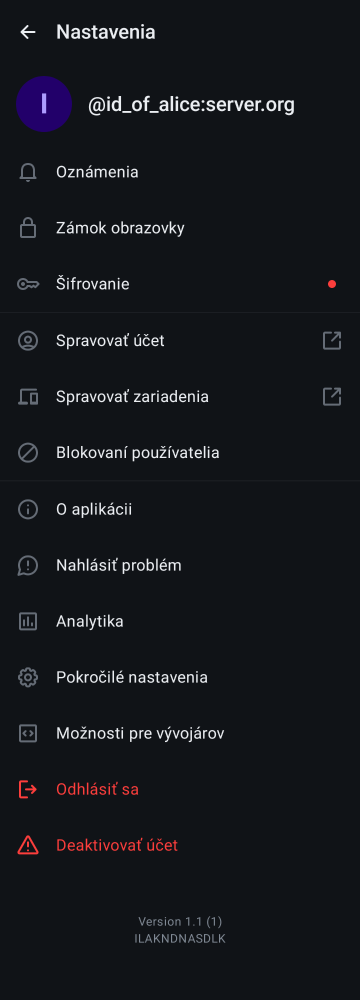 Nastavenia
I
@id_of_alice:server.org
Oznámenia
Zámok obrazovky
Šifrovanie
Spravovať účet
Spravovať zariadenia
Blokovaní používatelia
O aplikácii
Nahlásiť problém
Analytika
Pokročilé nastavenia
Možnosti pre vývojárov
Odhlásiť sa
Deaktivovať účet
Version 1.1 (1)
ILAKNDNASDLK